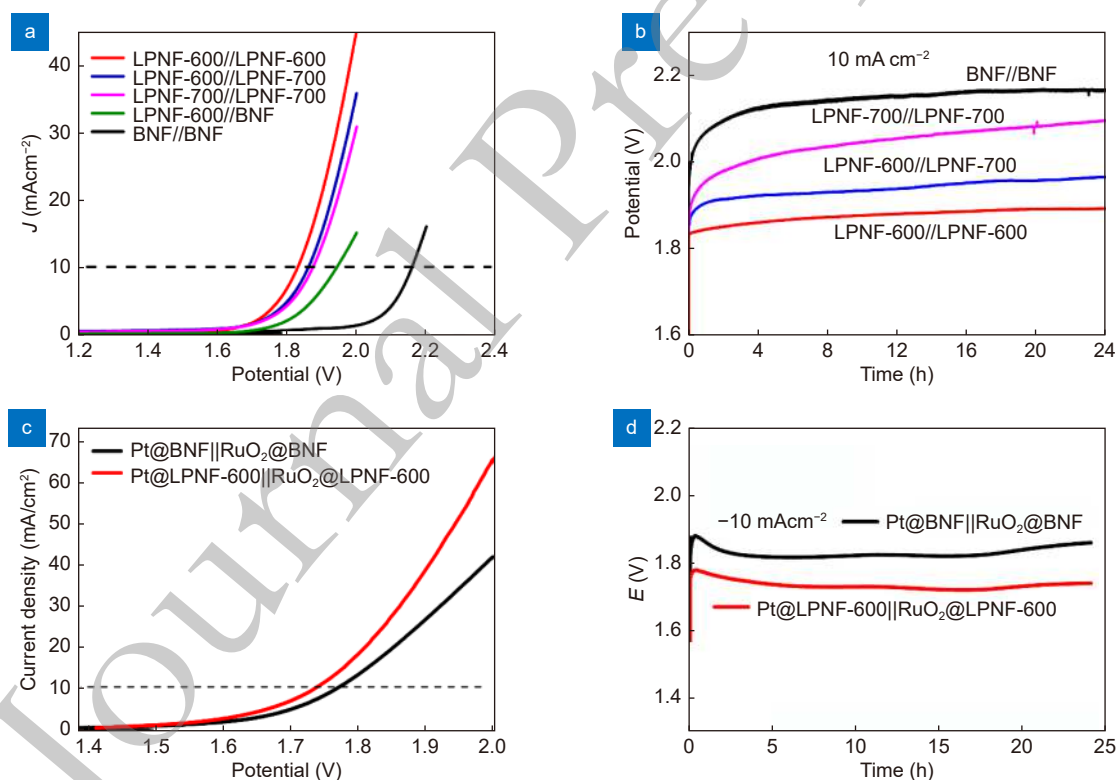 a
40
30
20
10
0
J (mAcm⁻²)
LPNF-600//LPNF-600
LPNF-600//LPNF-700
LPNF-700//LPNF-700
LPNF-600//BNF
BNF//BNF
1.2 1.4 1.6 1.8 2.0 2.2 2.4
Potential (V)
b
2.2
2.0
1.8
1.6
Potential (V)
10 mA cm⁻²
BNF//BNF
LPNF-700//LPNF-700
LPNF-600//LPNF-700
LPNF-600//LPNF-600
0 4 8 12 16 20 24
Time (h)
c
70
60
50
40
30
20
10
0
Current density (mA/cm²)
Pt@BNF||RuO₂@BNF
Pt@LPNF-600||RuO₂@LPNF-600
1.4 1.5 1.6 1.7 1.8 1.9 2.0
Potential (V)
d
2.2
2.0
1.8
1.6
1.4
E (V)
−10 mAcm⁻²
Pt@BNF||RuO₂@BNF
Pt@LPNF-600||RuO₂@LPNF-600
0 5 10 15 20 25
Time (h)
Journal Pre